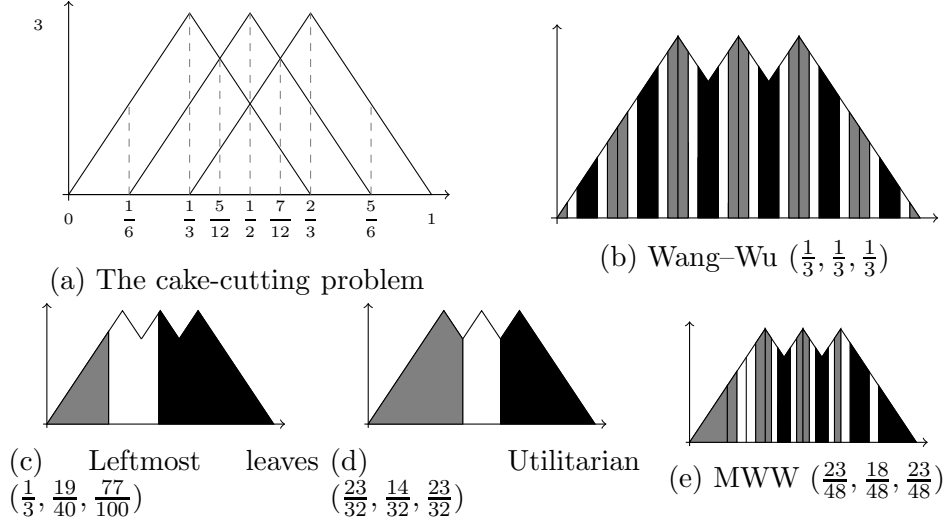 3
0 1/6 1/3 5/12 1/2 7/12 2/3 5/6 1
(a) The cake-cutting problem
(b) Wang–Wu (1/3, 1/3, 1/3)
(c) Leftmost leaves
(1/3, 19/40, 77/100)
(d) Utilitarian
(23/32, 14/32, 23/32)
(e) MWW (23/48, 18/48, 23/48)